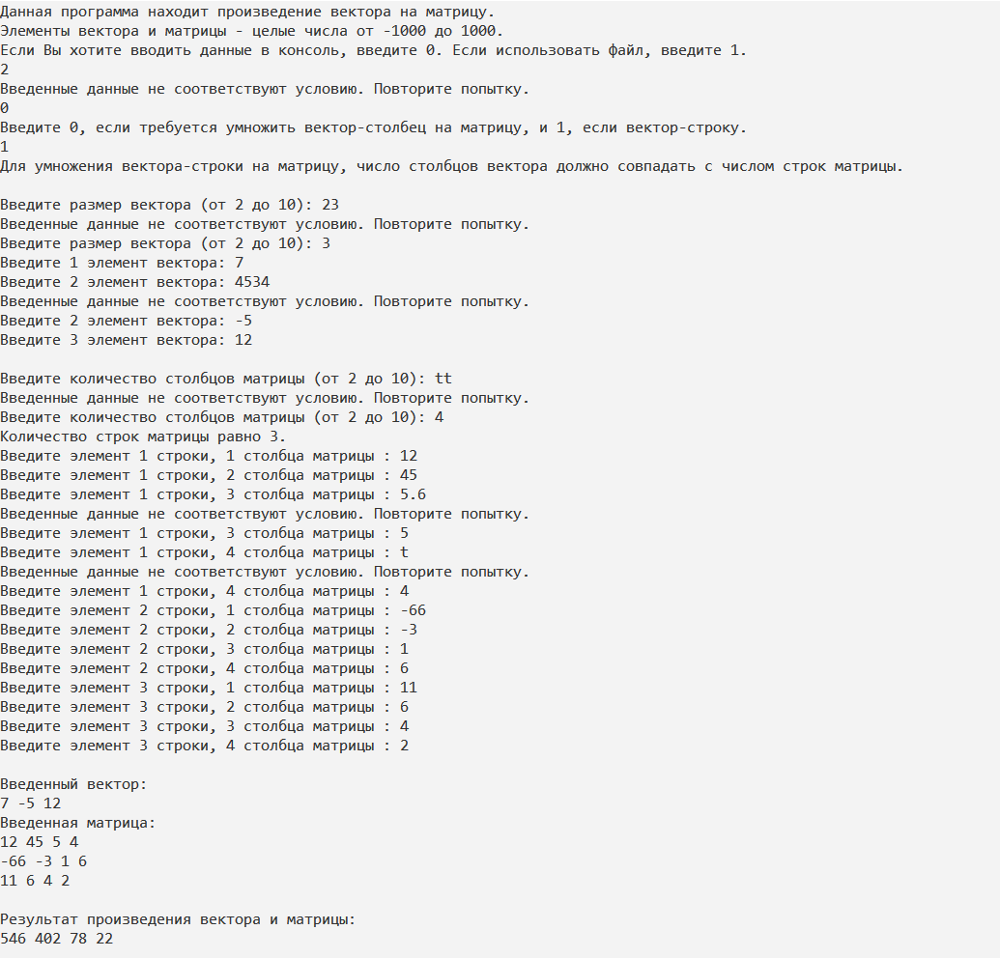 Данная программа находит произведение вектора на матрицу.
Элементы вектора и матрицы - целые числа от -1000 до 1000.
Если Вы хотите вводить данные в консоль, введите 0. Если использовать файл, введите 1.
2
Введенные данные не соответствуют условию. Повторите попытку.
0
Введите 0, если требуется умножить вектор-столбец на матрицу, и 1, если вектор-строку.
1
Для умножения вектора-строки на матрицу, число столбцов вектора должно совпадать с числом строк матрицы.
Введите размер вектора (от 2 до 10): 23
Введенные данные не соответствуют условию. Повторите попытку.
Введите размер вектора (от 2 до 10): 3
Введите 1 элемент вектора: 7
Введите 2 элемент вектора: 4534
Введенные данные не соответствуют условию. Повторите попытку.
Введите 2 элемент вектора: -5
Введите 3 элемент вектора: 12
Введите количество столбцов матрицы (от 2 до 10): tt
Введенные данные не соответствуют условию. Повторите попытку.
Введите количество столбцов матрицы (от 2 до 10): 4
Количество строк матрицы равно 3.
Введите элемент 1 строки, 1 столбца матрицы : 12
Введите элемент 1 строки, 2 столбца матрицы : 45
Введите элемент 1 строки, 3 столбца матрицы : 5.6
Введенные данные не соответствуют условию. Повторите попытку.
Введите элемент 1 строки, 3 столбца матрицы : 5
Введите элемент 1 строки, 4 столбца матрицы : t
Введенные данные не соответствуют условию. Повторите попытку.
Введите элемент 1 строки, 4 столбца матрицы : 4
Введите элемент 2 строки, 1 столбца матрицы : -66
Введите элемент 2 строки, 2 столбца матрицы : -3
Введите элемент 2 строки, 3 столбца матрицы : 1
Введите элемент 2 строки, 4 столбца матрицы : 6
Введите элемент 3 строки, 1 столбца матрицы : 11
Введите элемент 3 строки, 2 столбца матрицы : 6
Введите элемент 3 строки, 3 столбца матрицы : 4
Введите элемент 3 строки, 4 столбца матрицы : 2
Введенный вектор:
7 -5 12
Введенная матрица:
12 45 5 4
-66 -3 1 6
11 6 4 2
Результат произведения вектора и матрицы:
546 402 78 22